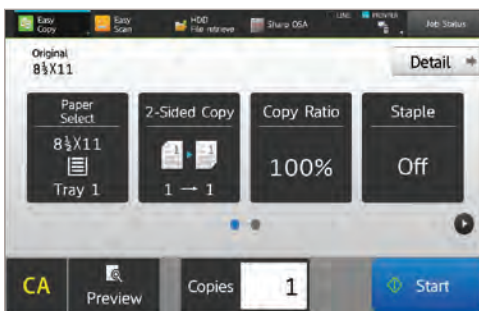 Easy Copy
Easy Scan
HDD File retrieve
Sharp OSA
LINE
PRINTER
Job Status
Original
8½X11
Detail
Paper Select
8½X11
Tray 1
2-Sided Copy
1 1
1 → 1
Copy Ratio
100%
Staple
Off
CA
Preview
Copies
1
Start